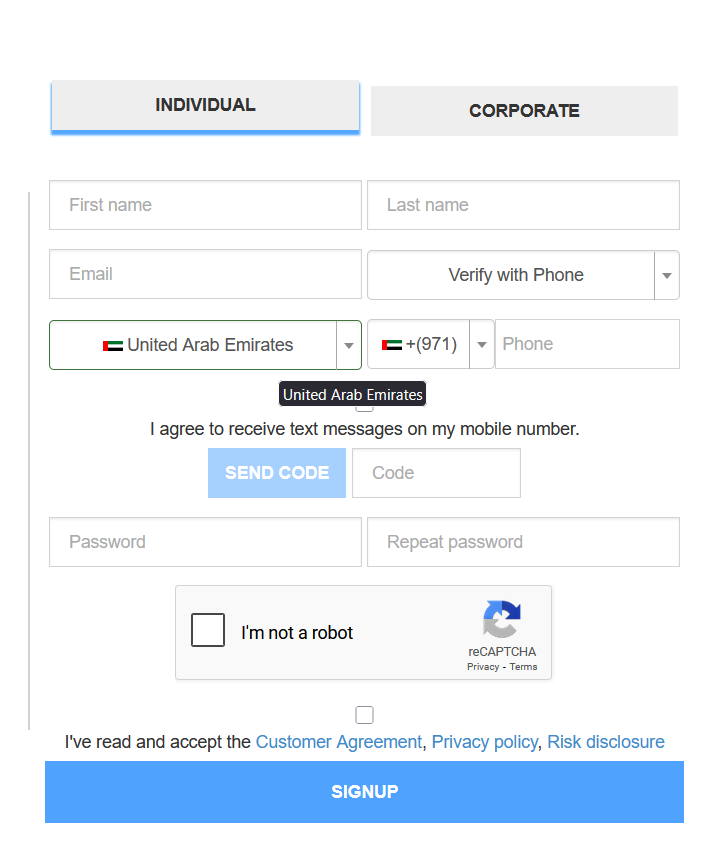 INDIVIDUAL CORPORATE
First name Last name
Email Verify with Phone
United Arab Emirates +(971) Phone
United Arab Emirates
I agree to receive text messages on my mobile number.
SEND CODE Code
Password Repeat password
I'm not a robot
reCAPTCHA
Privacy - Terms
I've read and accept the Customer Agreement, Privacy policy, Risk disclosure
SIGNUP